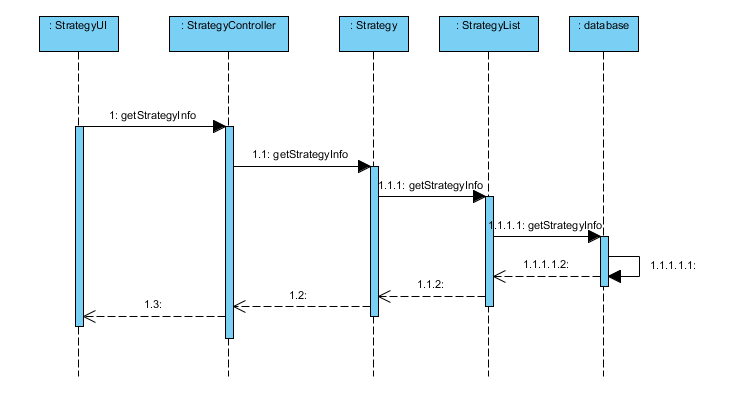 : StrategyUI
: StrategyController
: Strategy
: StrategyList
: database
1: getStrategyInfo
1.1: getStrategyInfo
1.1.1: getStrategyInfo
1.1.1.1: getStrategyInfo
1.1.1.1.2:
1.1.1.1.1:
1.1.2:
1.2:
1.3: